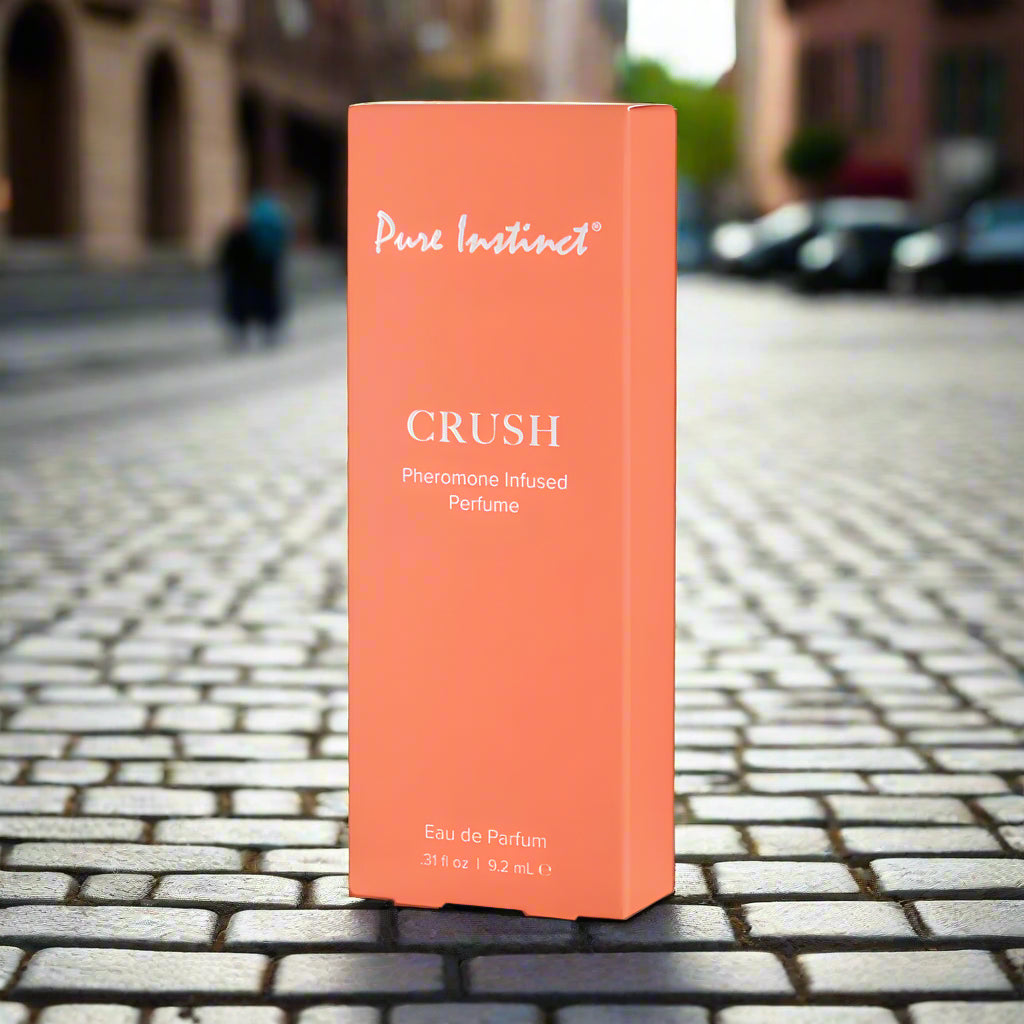 Pure Instinct®
CRUSH
Pheromone Infused
Perfume
Eau de Parfum
.31 fl oz | 9.2 mL ℮